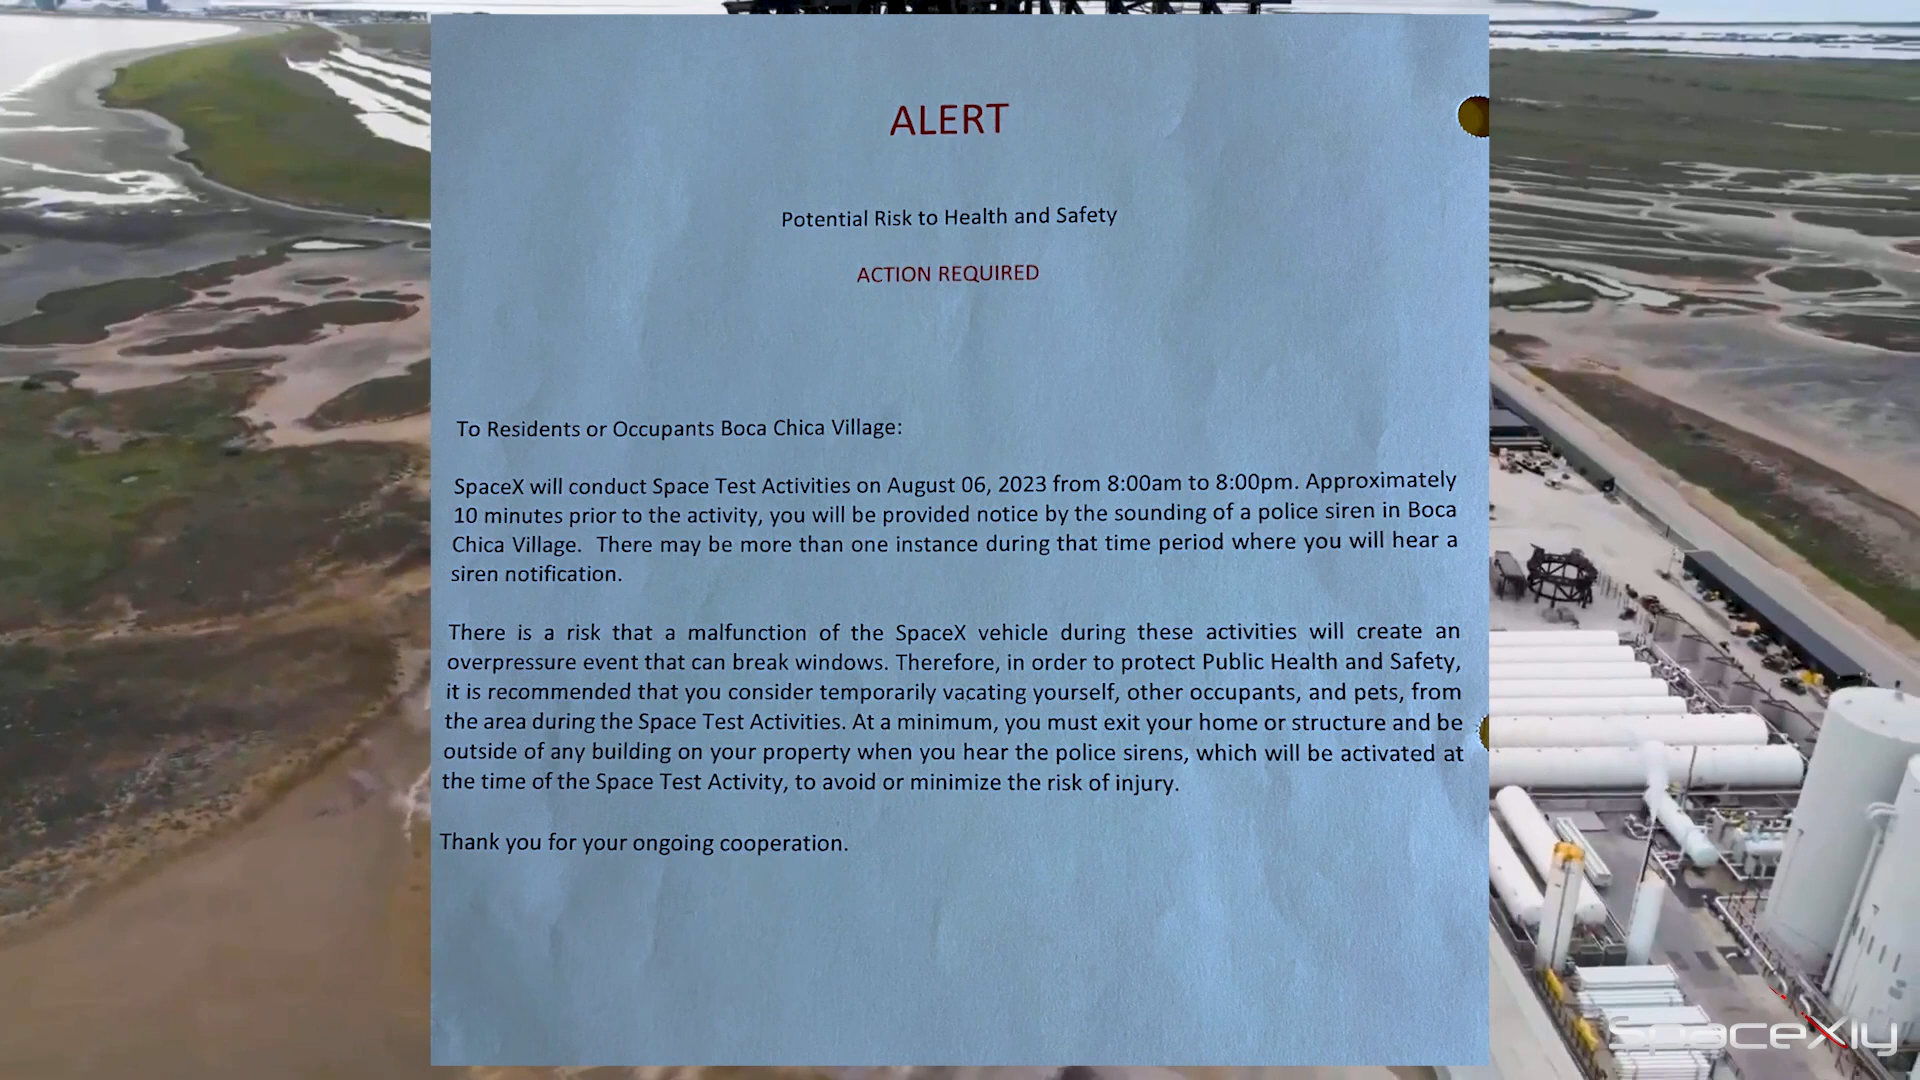 ALERT
Potential Risk to Health and Safety
ACTION REQUIRED
To Residents or Occupants Boca Chica Village:
SpaceX will conduct Space Test Activities on August 06, 2023 from 8:00am to 8:00pm. Approximately
10 minutes prior to the activity, you will be provided notice by the sounding of a police siren in Boca
Chica Village.  There may be more than one instance during that time period where you will hear a
siren notification.
There is a risk that a malfunction of the SpaceX vehicle during these activities will create an
overpressure event that can break windows. Therefore, in order to protect Public Health and Safety,
it is recommended that you consider temporarily vacating yourself, other occupants, and pets, from
the area during the Space Test Activities. At a minimum, you must exit your home or structure and be
outside of any building on your property when you hear the police sirens, which will be activated at
the time of the Space Test Activity, to avoid or minimize the risk of injury.
Thank you for your ongoing cooperation.
SpaceXly